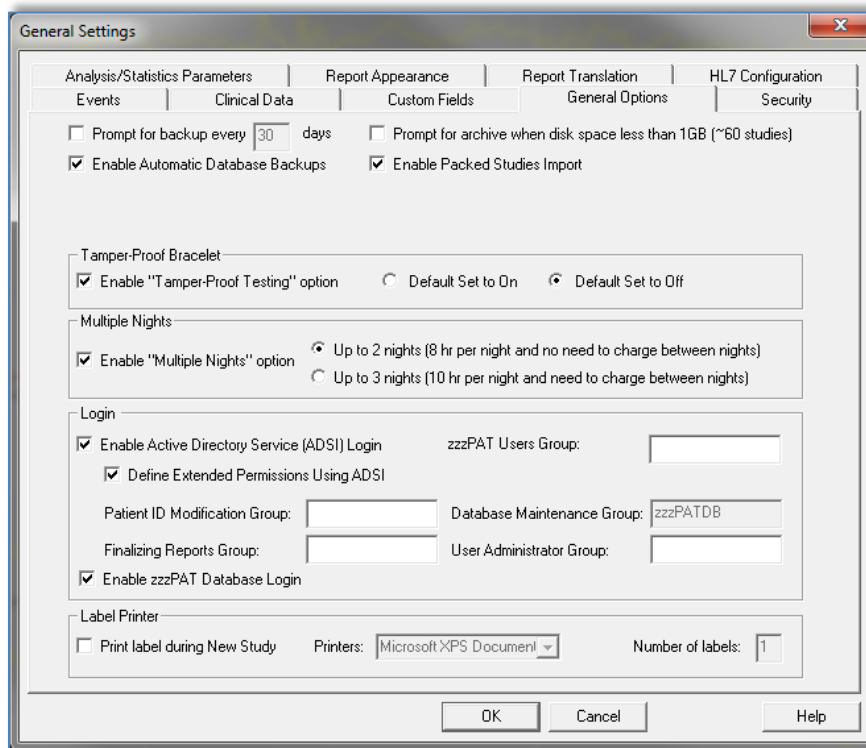 General Settings
Analysis/Statistics Parameters Report Appearance Report Translation HL7 Configuration
Events Clinical Data Custom Fields General Options Security
Prompt for backup every 30 days Prompt for archive when disk space less than 1GB (~60 studies)
Enable Automatic Database Backups Enable Packed Studies Import
Tamper-Proof Bracelet
Enable "Tamper-Proof Testing" option Default Set to On Default Set to Off
Multiple Nights
Up to 2 nights (8 hr per night and no need to charge between nights)
Enable "Multiple Nights" option
Up to 3 nights (10 hr per night and need to charge between nights)
Login
Enable Active Directory Service (ADSI) Login zzzPAT Users Group:
Define Extended Permissions Using ADSI
Patient ID Modification Group: Database Maintenance Group: zzzPATDB
Finalizing Reports Group: User Administrator Group:
Enable zzzPAT Database Login
Label Printer
Print label during New Study Printers: Microsoft XPS Document Number of labels: 1
OK Cancel Help